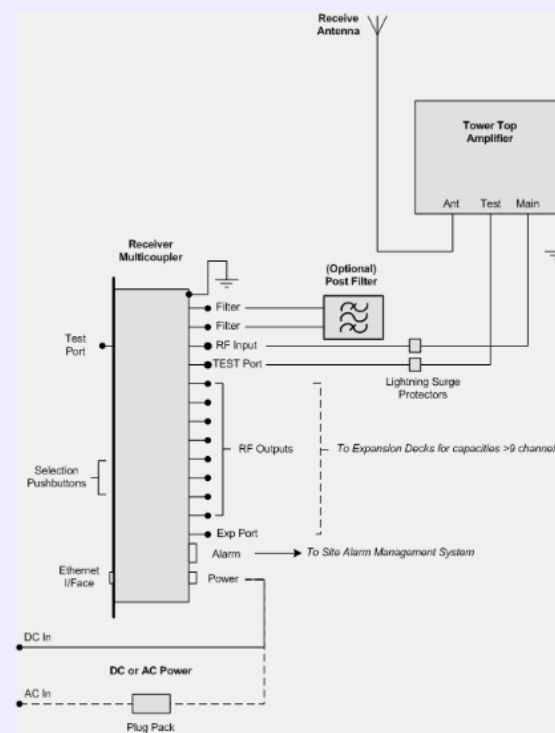 Receive
Antenna
Tower Top
Amplifier
Ant Test Main
Receiver
Multicoupler
(Optional)
Post Filter
Filter
Filter
Test
Port
RF Input
TEST Port
Lightning Surge
Protectors
RF Outputs
To Expansion Decks for capacities >9 channel
Selection
Pushbuttons
Exp Port
Alarm
To Site Alarm Management System
Ethernet
I/Face
Power
DC In
DC or AC Power
AC In
Plug Pack